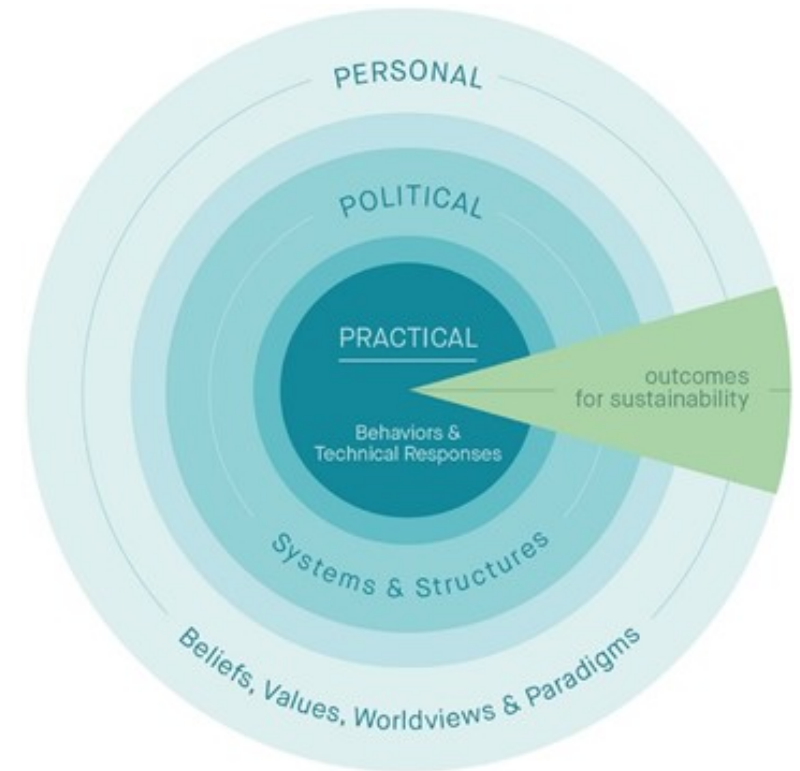 PERSONAL
POLITICAL
PRACTICAL
outcomes
for sustainability
Behaviors &
Technical Responses
Systems & Structures
Beliefs, Values, Worldviews & Paradigms